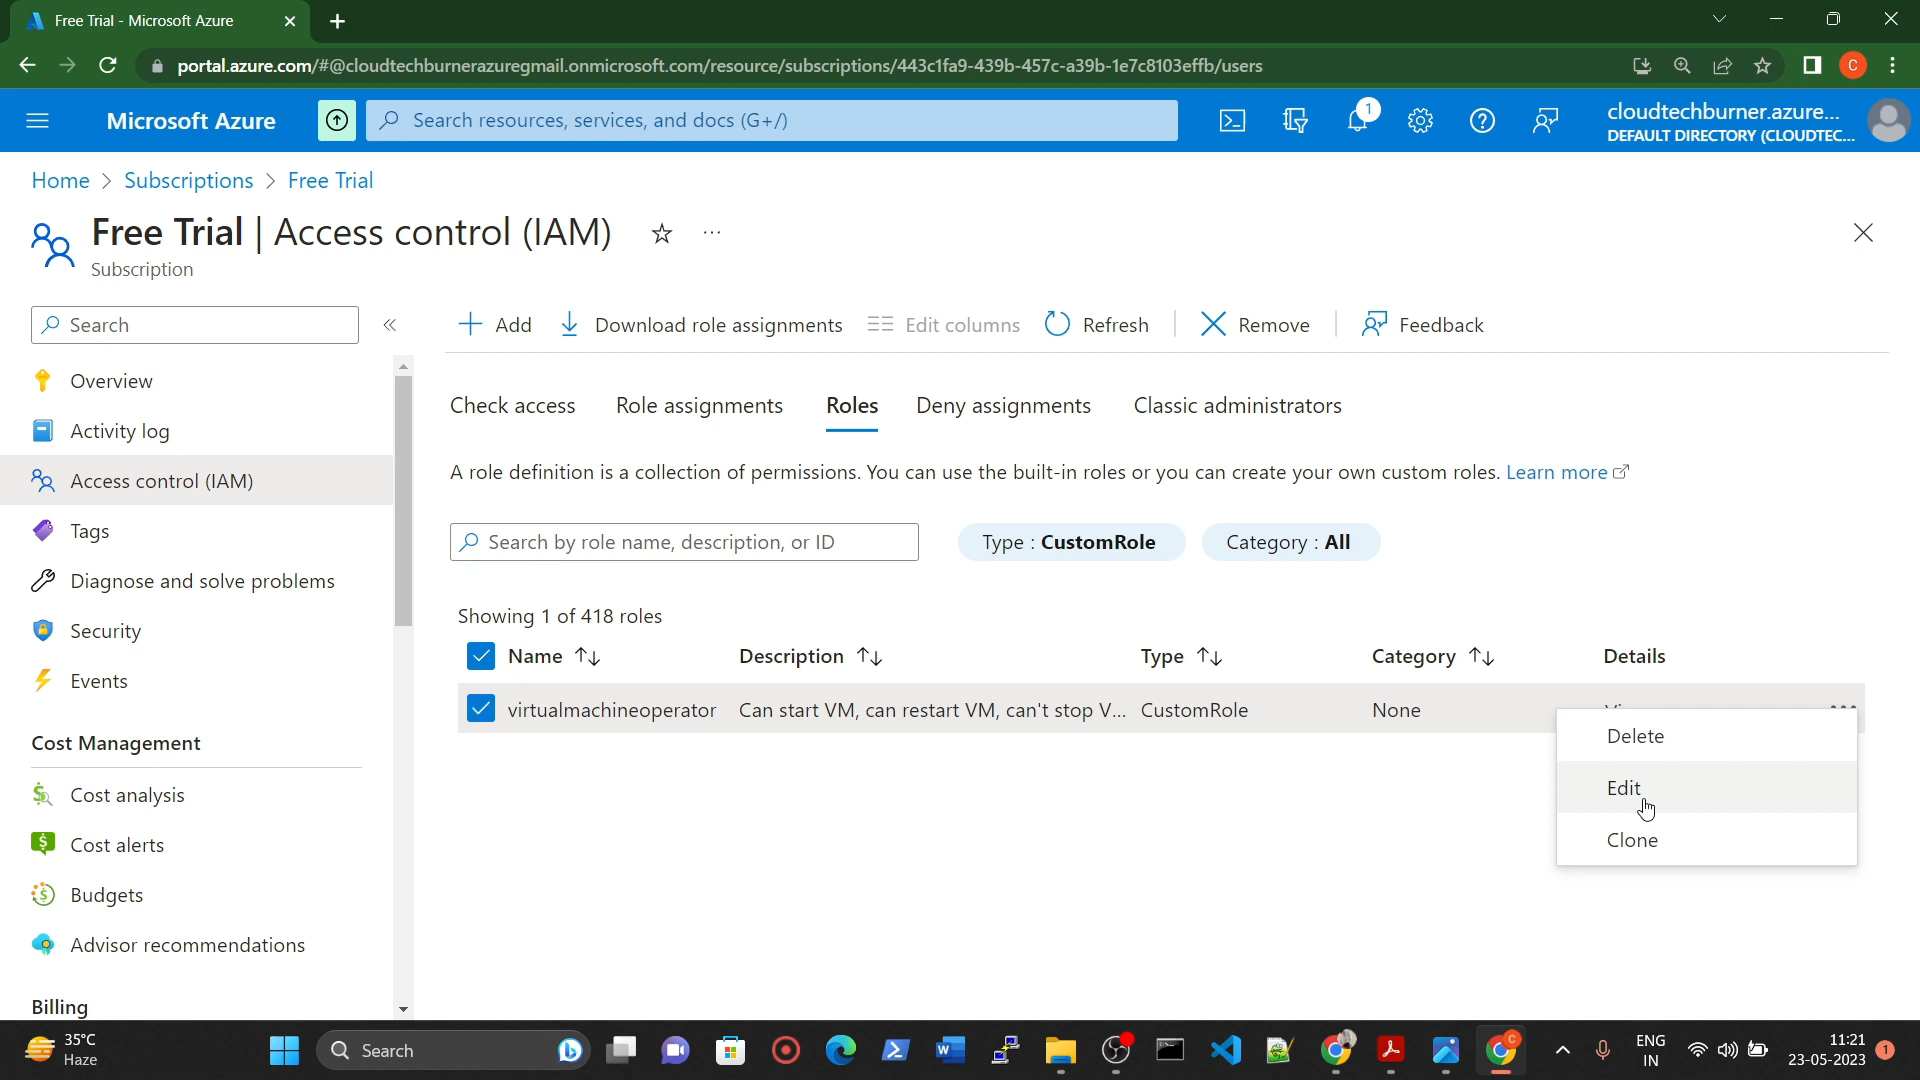 Free Trial - Microsoft Azure
portal.azure.com/#@cloudtechburnerazuregmail.onmicrosoft.com/resource/subscriptions/443c1fa9-439b-457c-a39b-1e7c8103effb/users
C
Microsoft Azure
Search resources, services, and docs (G+/)
1
cloudtechburner.azure...
DEFAULT DIRECTORY (CLOUDTEC...
Home > Subscriptions > Free Trial
Free Trial | Access control (IAM)
Subscription
Search
Add
Download role assignments
Edit columns
Refresh
Remove
Feedback
Overview
Activity log
Access control (IAM)
Tags
Diagnose and solve problems
Security
Events
Cost Management
Cost analysis
Cost alerts
Budgets
Advisor recommendations
Billing
Check access
Role assignments
Roles
Deny assignments
Classic administrators
A role definition is a collection of permissions. You can use the built-in roles or you can create your own custom roles. Learn more
Search by role name, description, or ID
Type : CustomRole
Category : All
Showing 1 of 418 roles
Name
Description
Type
Category
Details
virtualmachineoperator
Can start VM, can restart VM, can't stop V...
CustomRole
None
Delete
Edit
Clone
35°C
Haze
Search
C
ENG
IN
11:21
23-05-2023
1